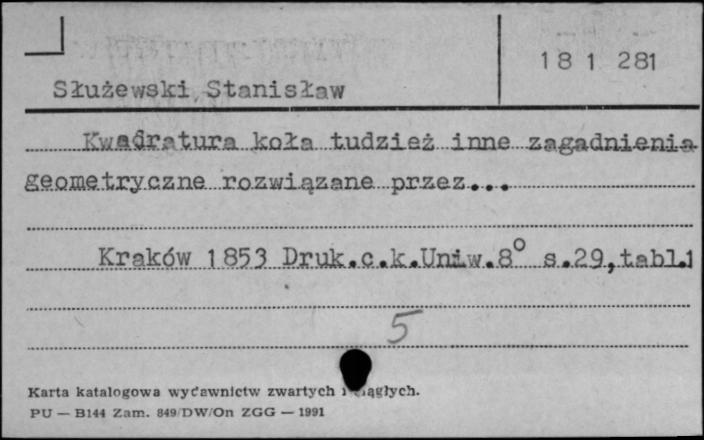 181 281
Służewski Stanisław
Kwadratura koła tudzież inne zagadnienia
geometryczne rozwiązane przez...
Kraków 1853 Druk.c.k.Uniw.8° s.29,tabl.1
5
Karta katalogowa wydawnictw zwartych i ciągłych.
PU — B144 Zam. 849/DW/On ZGG — 1991